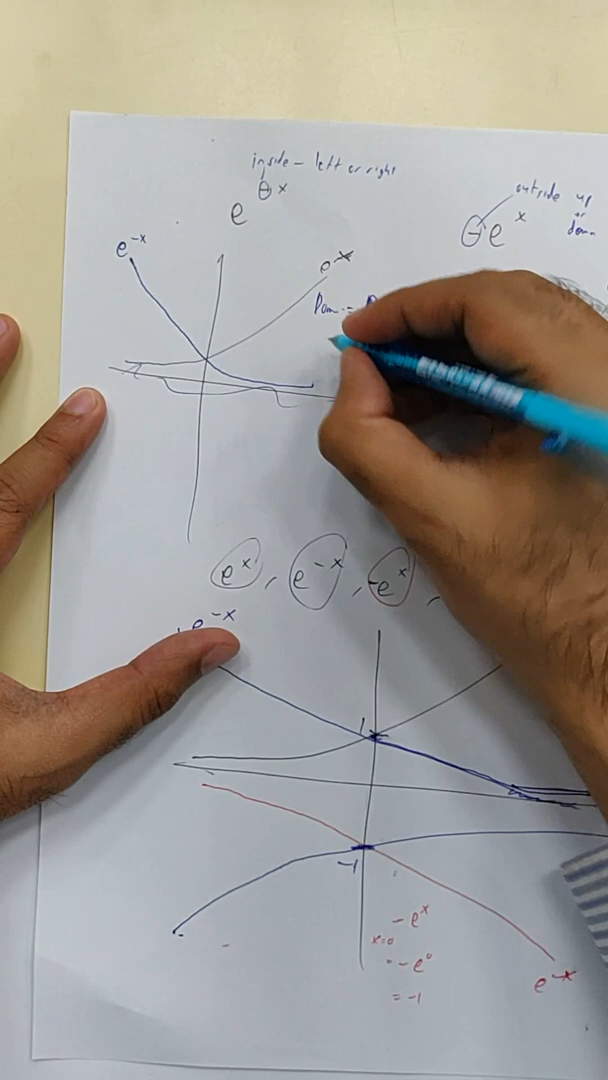 inside - left or right
e^⊖x
outside up
or
down
⊖e^x
e^-x
e^x
Dom =
e^x, e^-x, -e^x,
e^-x
1
-1
-e^x
x=0
= -e^0
= -1
e^-x